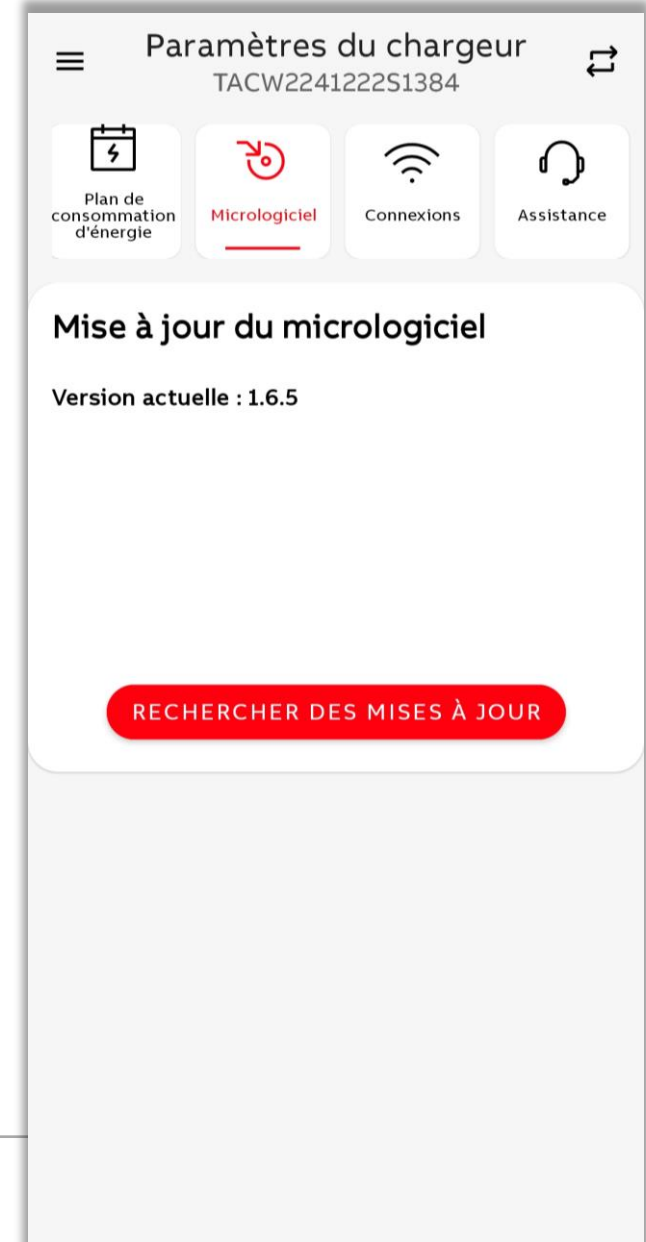 Paramètres du chargeur
TACW2241222S1384
Plan de
consommation
d'énergie
Micrologiciel
Connexions
Assistance
Mise à jour du micrologiciel
Version actuelle : 1.6.5
RECHERCHER DES MISES À JOUR